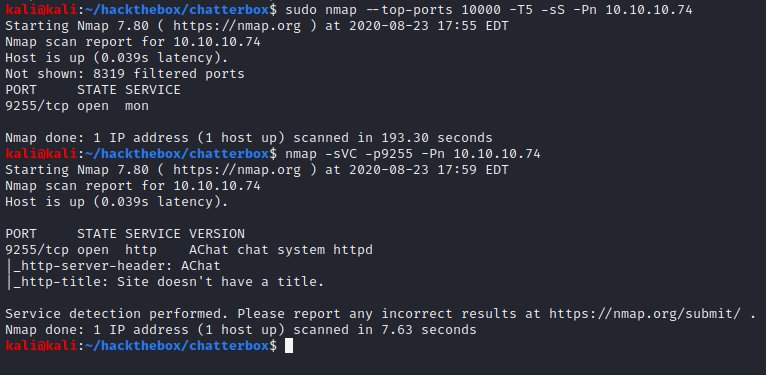 kali@kali:~/hackthebox/chatterbox$ sudo nmap --top-ports 10000 -T5 -sS -Pn 10.10.10.74
Starting Nmap 7.80 ( https://nmap.org ) at 2020-08-23 17:55 EDT
Nmap scan report for 10.10.10.74
Host is up (0.039s latency).
Not shown: 8319 filtered ports
PORT     STATE SERVICE
9255/tcp open  mon

Nmap done: 1 IP address (1 host up) scanned in 193.30 seconds
kali@kali:~/hackthebox/chatterbox$ nmap -sVC -p9255 -Pn 10.10.10.74
Starting Nmap 7.80 ( https://nmap.org ) at 2020-08-23 17:59 EDT
Nmap scan report for 10.10.10.74
Host is up (0.039s latency).

PORT     STATE SERVICE VERSION
9255/tcp open  http    AChat chat system httpd
|_http-server-header: AChat
|_http-title: Site doesn't have a title.

Service detection performed. Please report any incorrect results at https://nmap.org/submit/ .
Nmap done: 1 IP address (1 host up) scanned in 7.63 seconds
kali@kali:~/hackthebox/chatterbox$